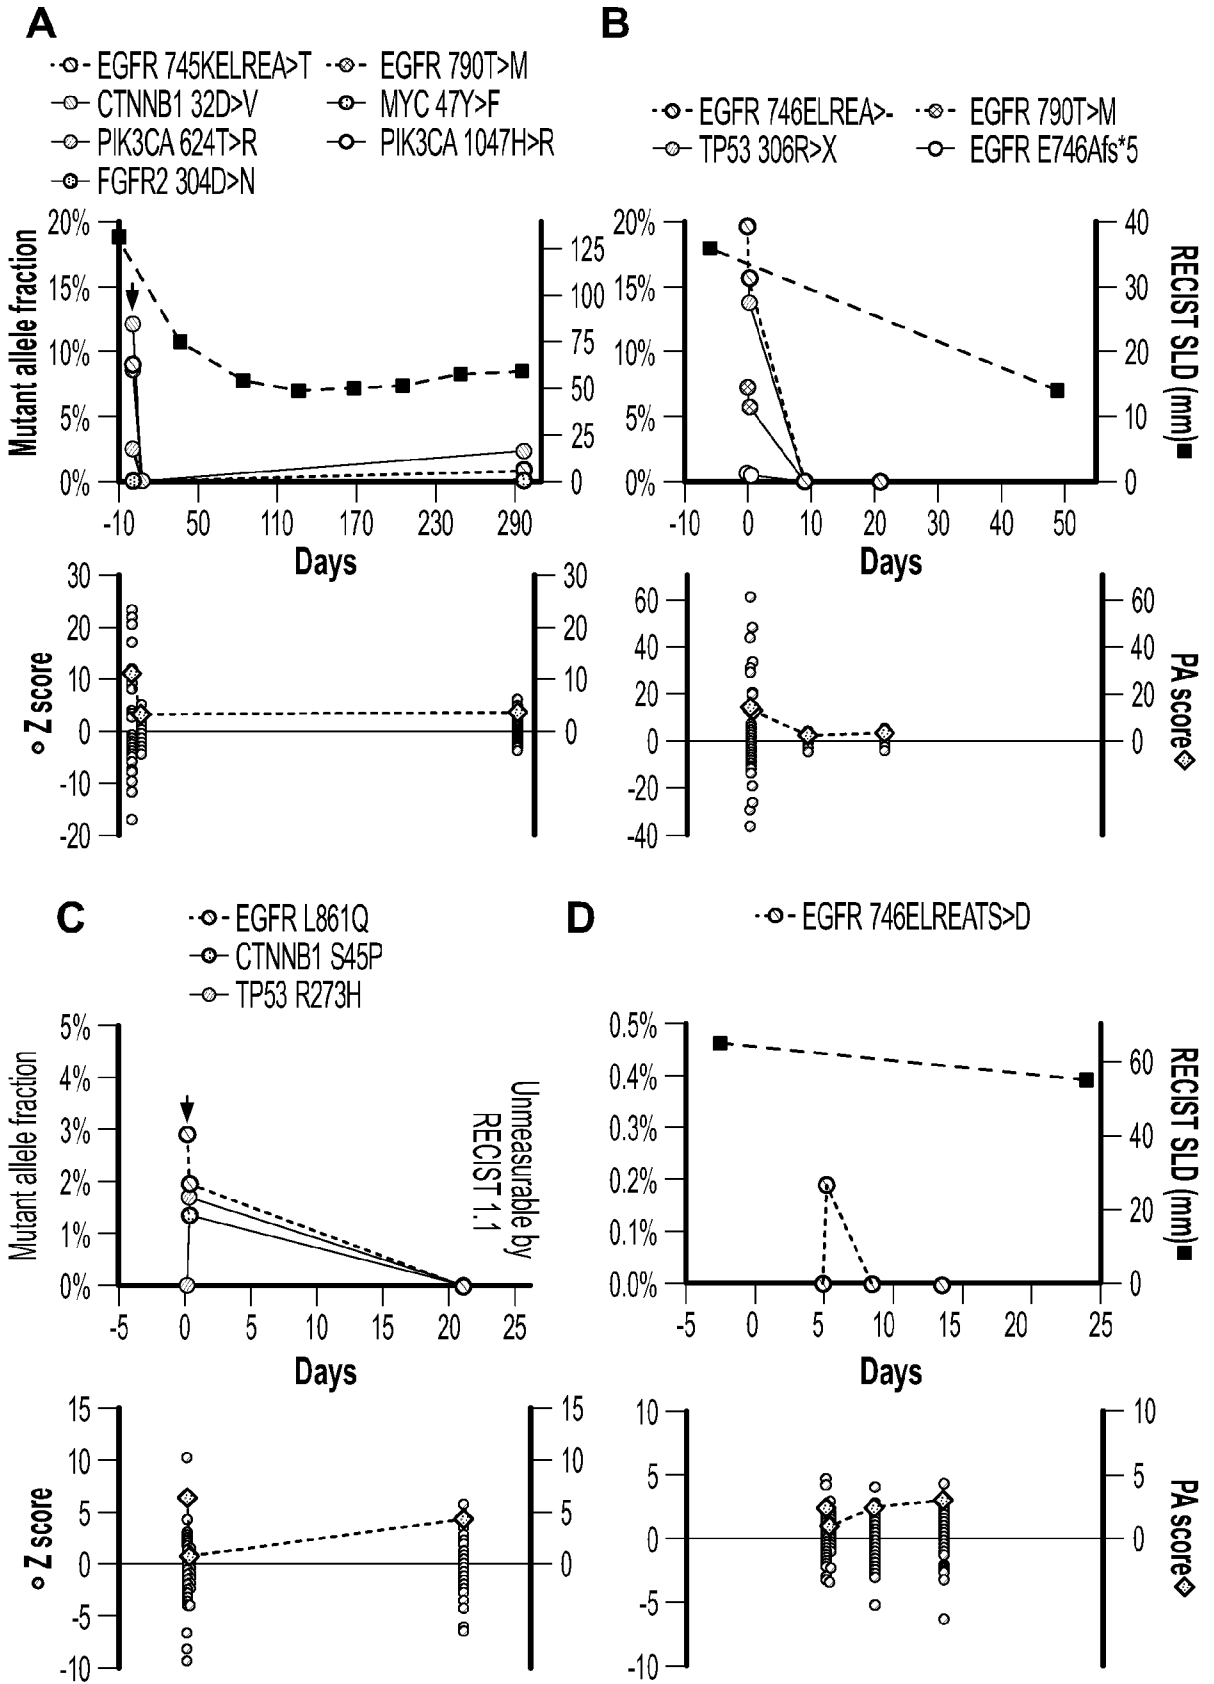 A
EGFR 745KELREA>T
EGFR 790T>M
CTNNB1 32D>V
MYC 47Y>F
PIK3CA 624T>R
PIK3CA 1047H>R
FGFR2 304D>N
Mutant allele fraction
20%
15%
10%
5%
0%
125
100
75
50
25
0
-10 50 110 170 230 290
Days
Z score
30
20
10
0
-10
-20
30
20
10
0
B
EGFR 746ELREA>-
EGFR 790T>M
TP53 306R>X
EGFR E746Afs*5
20%
15%
10%
5%
0%
40
30
20
10
0
RECIST SLD (mm)
-10 0 10 20 30 40 50
Days
60
40
20
0
-20
-40
60
40
20
0
PA score
C
EGFR L861Q
CTNNB1 S45P
TP53 R273H
Mutant allele fraction
5%
4%
3%
2%
1%
0%
Unmeasurable by
RECIST 1.1
-5 0 5 10 15 20 25
Days
Z score
15
10
5
0
-5
-10
15
10
5
0
D
EGFR 746ELREATS>D
0.5%
0.4%
0.3%
0.2%
0.1%
0.0%
60
40
20
0
RECIST SLD (mm)
-5 0 5 10 15 20 25
Days
10
5
0
-5
-10
10
5
0
PA score